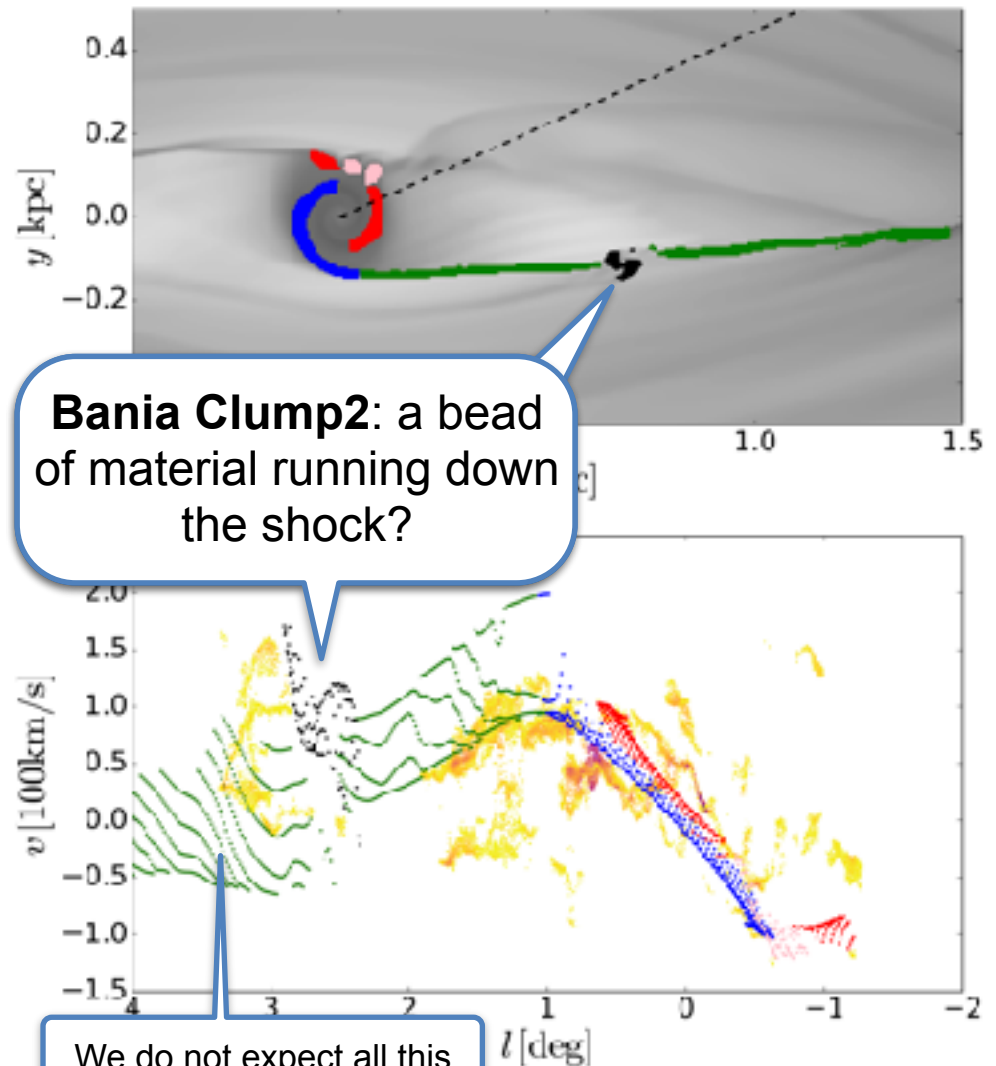 0.4
0.2
0.0
−0.2
y [kpc]
1.0
1.5
c]
Bania Clump2: a bead
of material running down
the shock?
2.0
1.5
1.0
0.5
0.0
−0.5
−1.0
−1.5
v [100km/s]
4
3
2
1
0
−1
−2
l [deg]
We do not expect all this